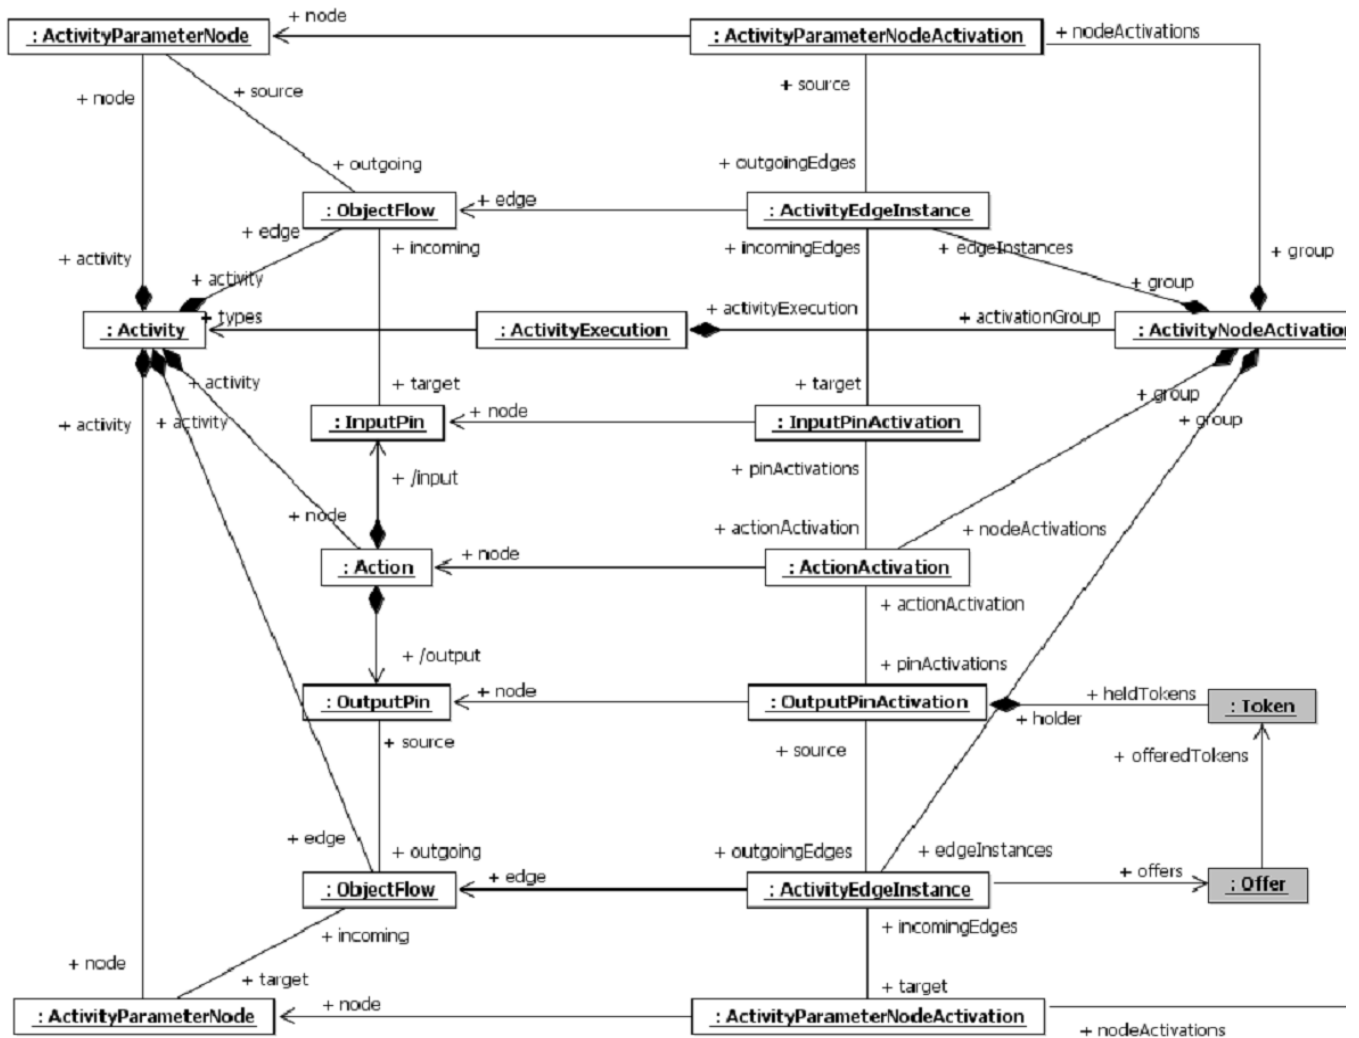 + node
: ActivityParameterNode
: ActivityParameterNodeActivation
+ nodeActivations
+ node
+ source
+ source
+ outgoing
+ outgoingEdges
: ObjectFlow
+ edge
: ActivityEdgeInstance
+ edge
+ incoming
+ incomingEdges
+ edgeInstances
+ group
+ activity
+ activity
+ group
+ activityExecution
: Activity
+ types
: ActivityExecution
+ activationGroup
: ActivityNodeActivation
+ activity
+ target
+ target
+ group
+ activity
+ activity
: InputPin
+ node
: InputPinActivation
+ group
+ /input
+ pinActivations
+ node
+ actionActivation
+ nodeActivations
: Action
+ node
: ActionActivation
+ actionActivation
+ /output
+ pinActivations
: OutputPin
+ node
: OutputPinActivation
+ heldTokens
+ holder
: Token
+ source
+ source
+ offeredTokens
+ edge
+ outgoing
+ outgoingEdges
+ edgeInstances
: ObjectFlow
+ edge
: ActivityEdgeInstance
+ offers
: Offer
+ incoming
+ incomingEdges
+ node
+ target
+ target
: ActivityParameterNode
+ node
: ActivityParameterNodeActivation
+ nodeActivations